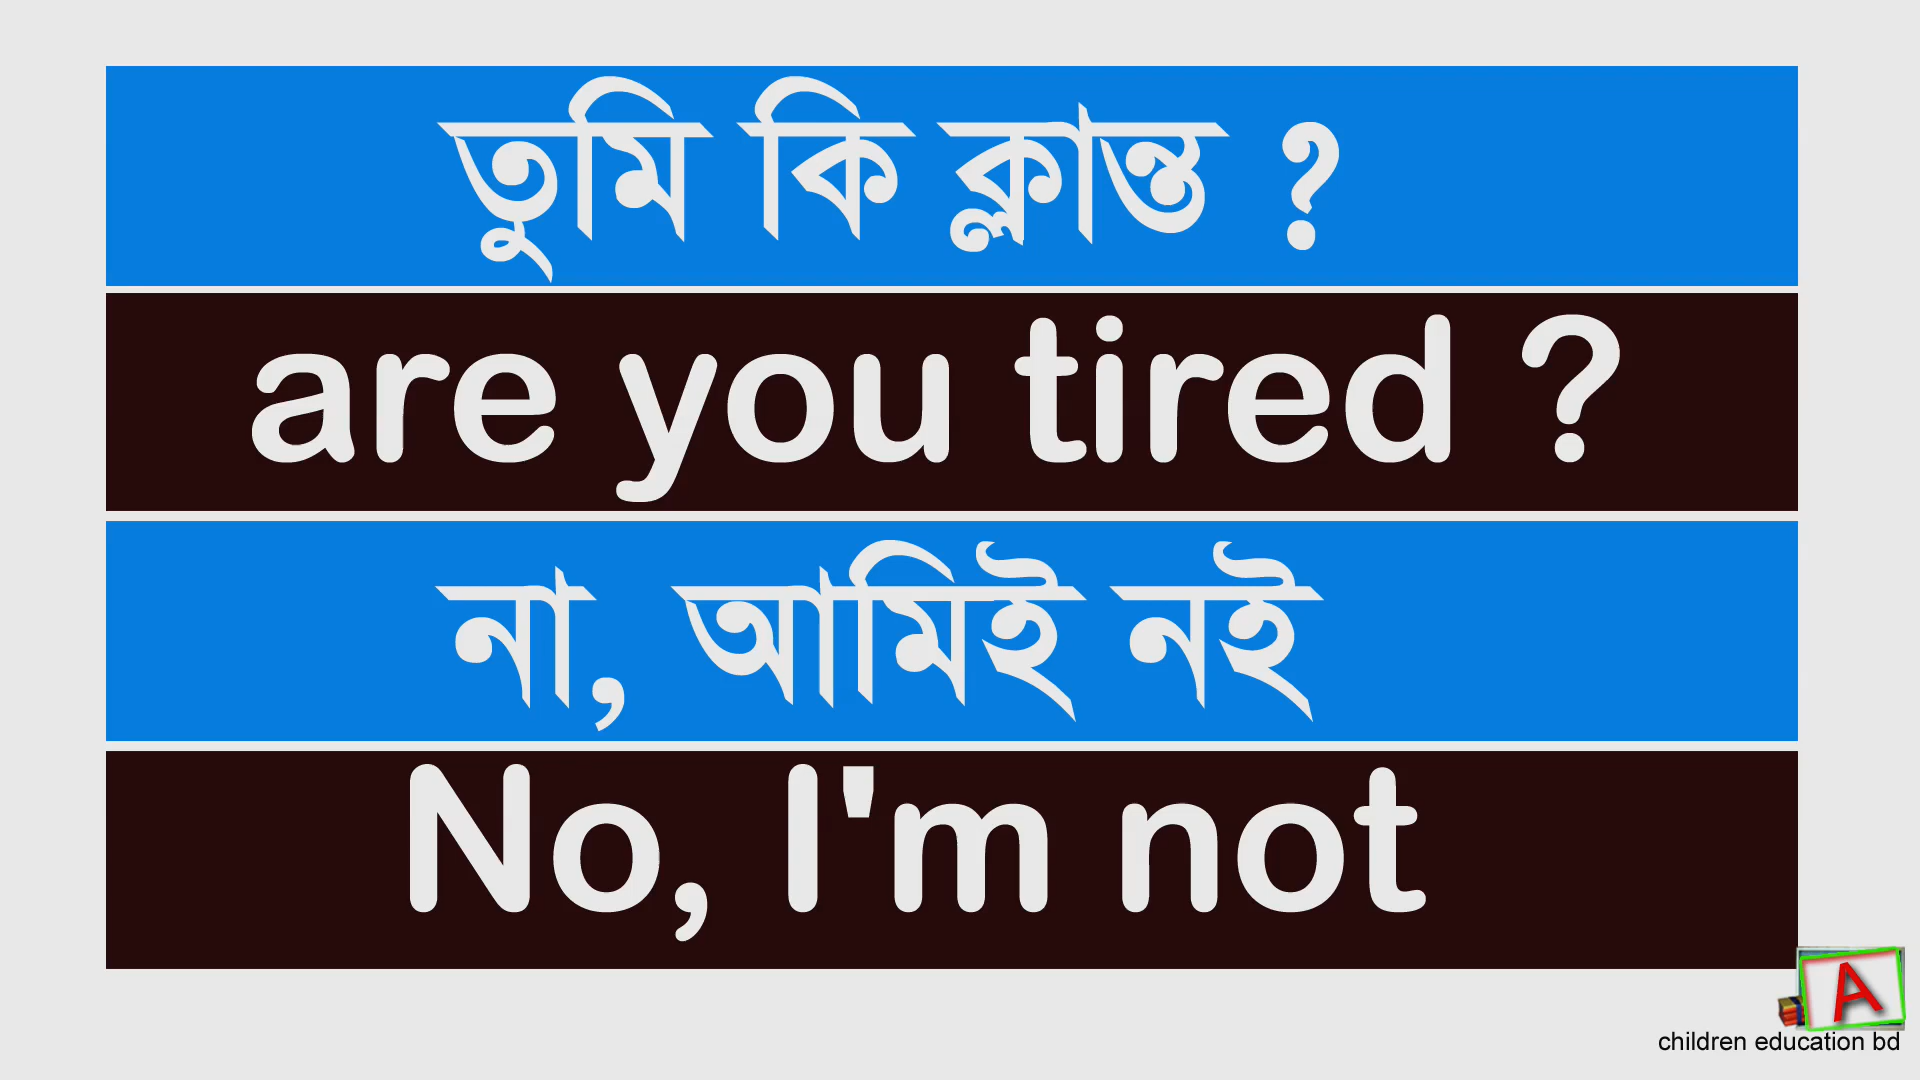 তুমি কি ক্লান্ত ?
are you tired ?
না, আমিই নই
No, I'm not
A
children education bd